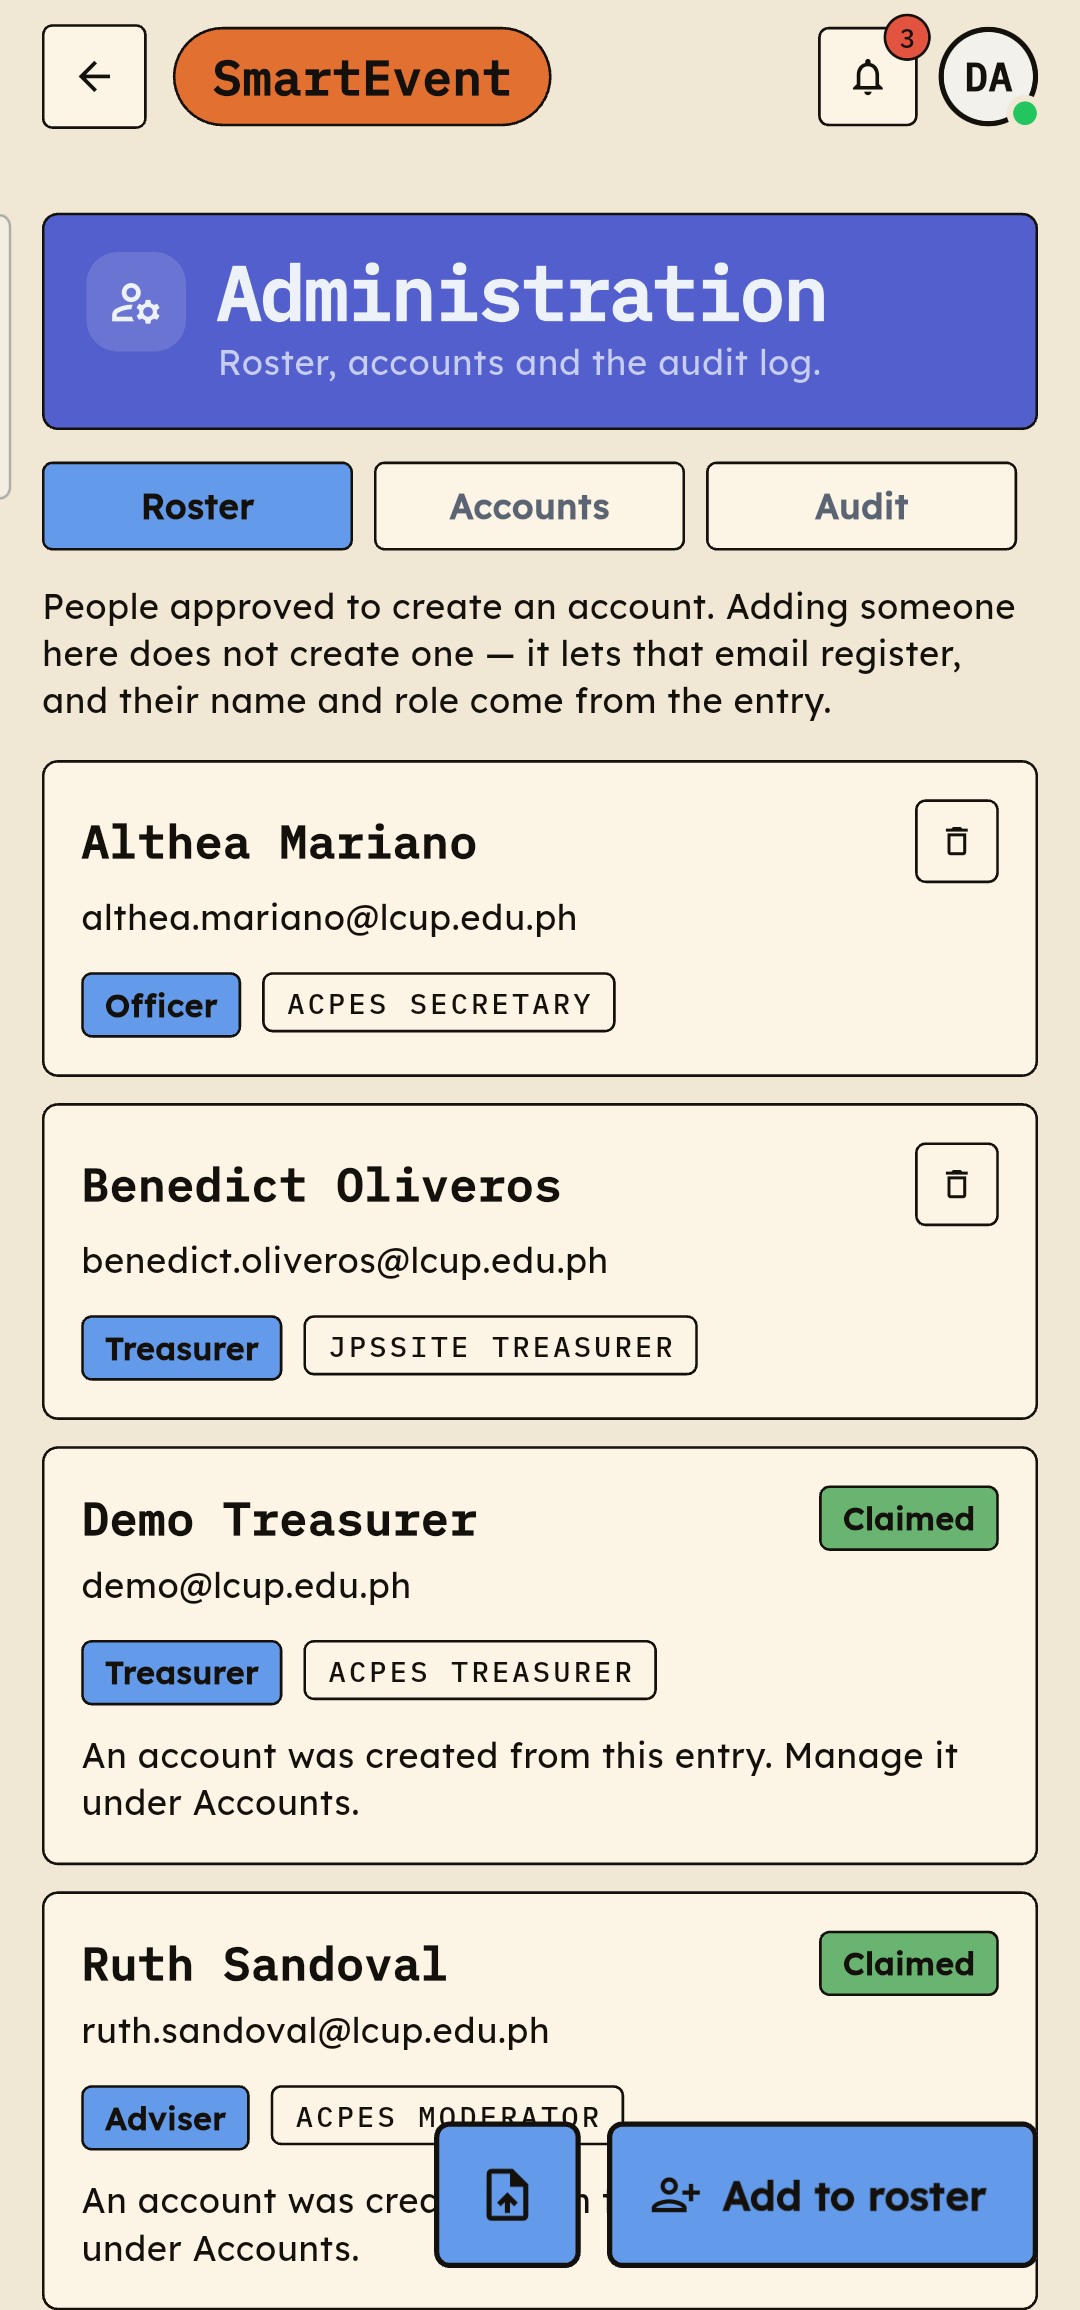 SmartEvent
3
DA
Administration
Roster, accounts and the audit log.
Roster
Accounts
Audit
People approved to create an account. Adding someone
here does not create one — it lets that email register,
and their name and role come from the entry.
Althea Mariano
althea.mariano@lcup.edu.ph
Officer
ACPES SECRETARY
Benedict Oliveros
benedict.oliveros@lcup.edu.ph
Treasurer
JPSSITE TREASURER
Demo Treasurer
Claimed
demo@lcup.edu.ph
Treasurer
ACPES TREASURER
An account was created from this entry. Manage it
under Accounts.
Ruth Sandoval
Claimed
ruth.sandoval@lcup.edu.ph
Adviser
ACPES MODERATOR
An account was
under Accounts.
Add to roster